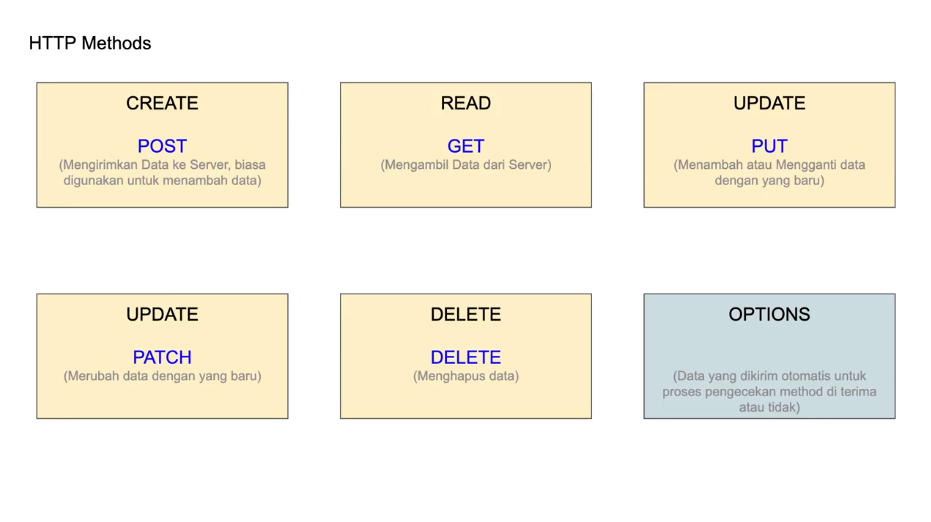 HTTP Methods
CREATE
POST
(Mengirimkan Data ke Server, biasa
digunakan untuk menambah data)
READ
GET
(Mengambil Data dari Server)
UPDATE
PUT
(Menambah atau Mengganti data
dengan yang baru)
UPDATE
PATCH
(Merubah data dengan yang baru)
DELETE
DELETE
(Menghapus data)
OPTIONS
(Data yang dikirim otomatis untuk
proses pengecekan method di terima
atau tidak)